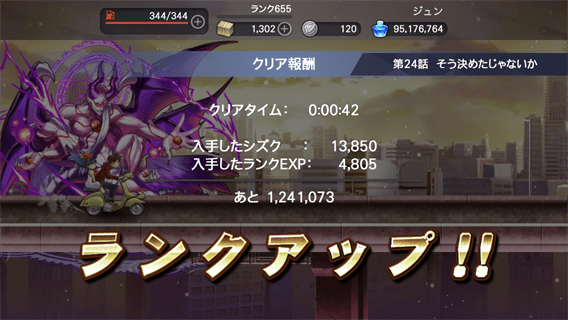 ランク655
ジュン
344/344
1,302
120
95,176,764
クリア報酬
第24話 そう決めたじゃないか
クリアタイム: 0:00:42
入手したシズク : 13,850
入手したランクEXP: 4,805
あと 1,241,073
ランクアップ!!